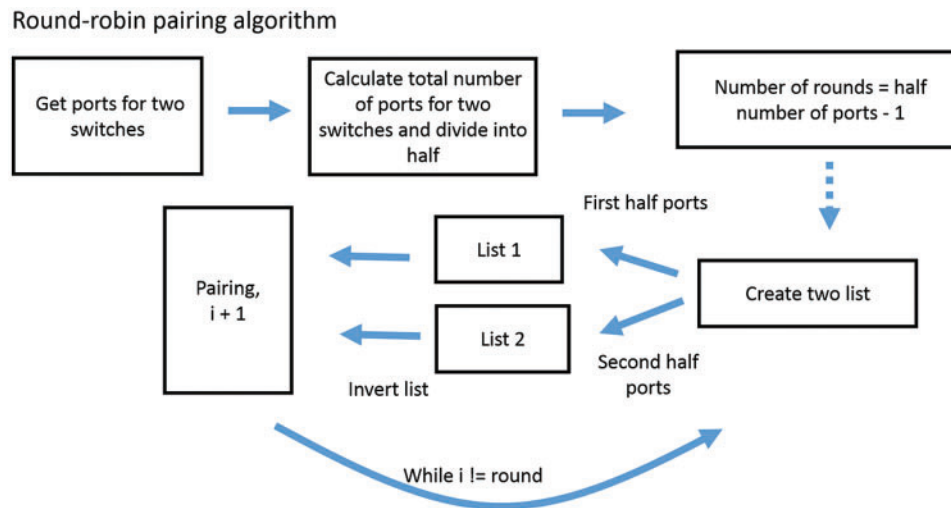 Round-robin pairing algorithm
Get ports for two
switches
Calculate total number
of ports for two
switches and divide into
half
Number of rounds = half
number of ports - 1
First half ports
List 1
Pairing,
i + 1
Create two list
List 2
Second half
ports
Invert list
While i != round